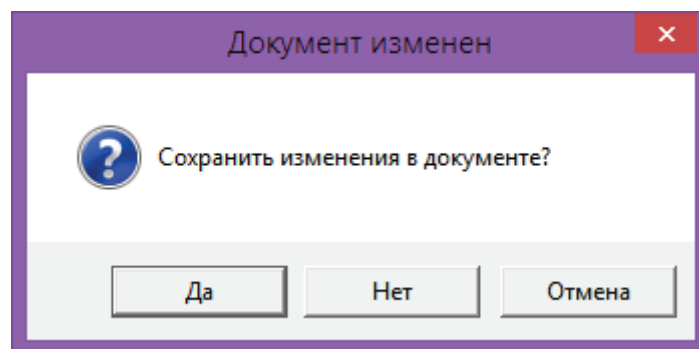 Документ изменен
Сохранить изменения в документе?
Да
Нет
Отмена